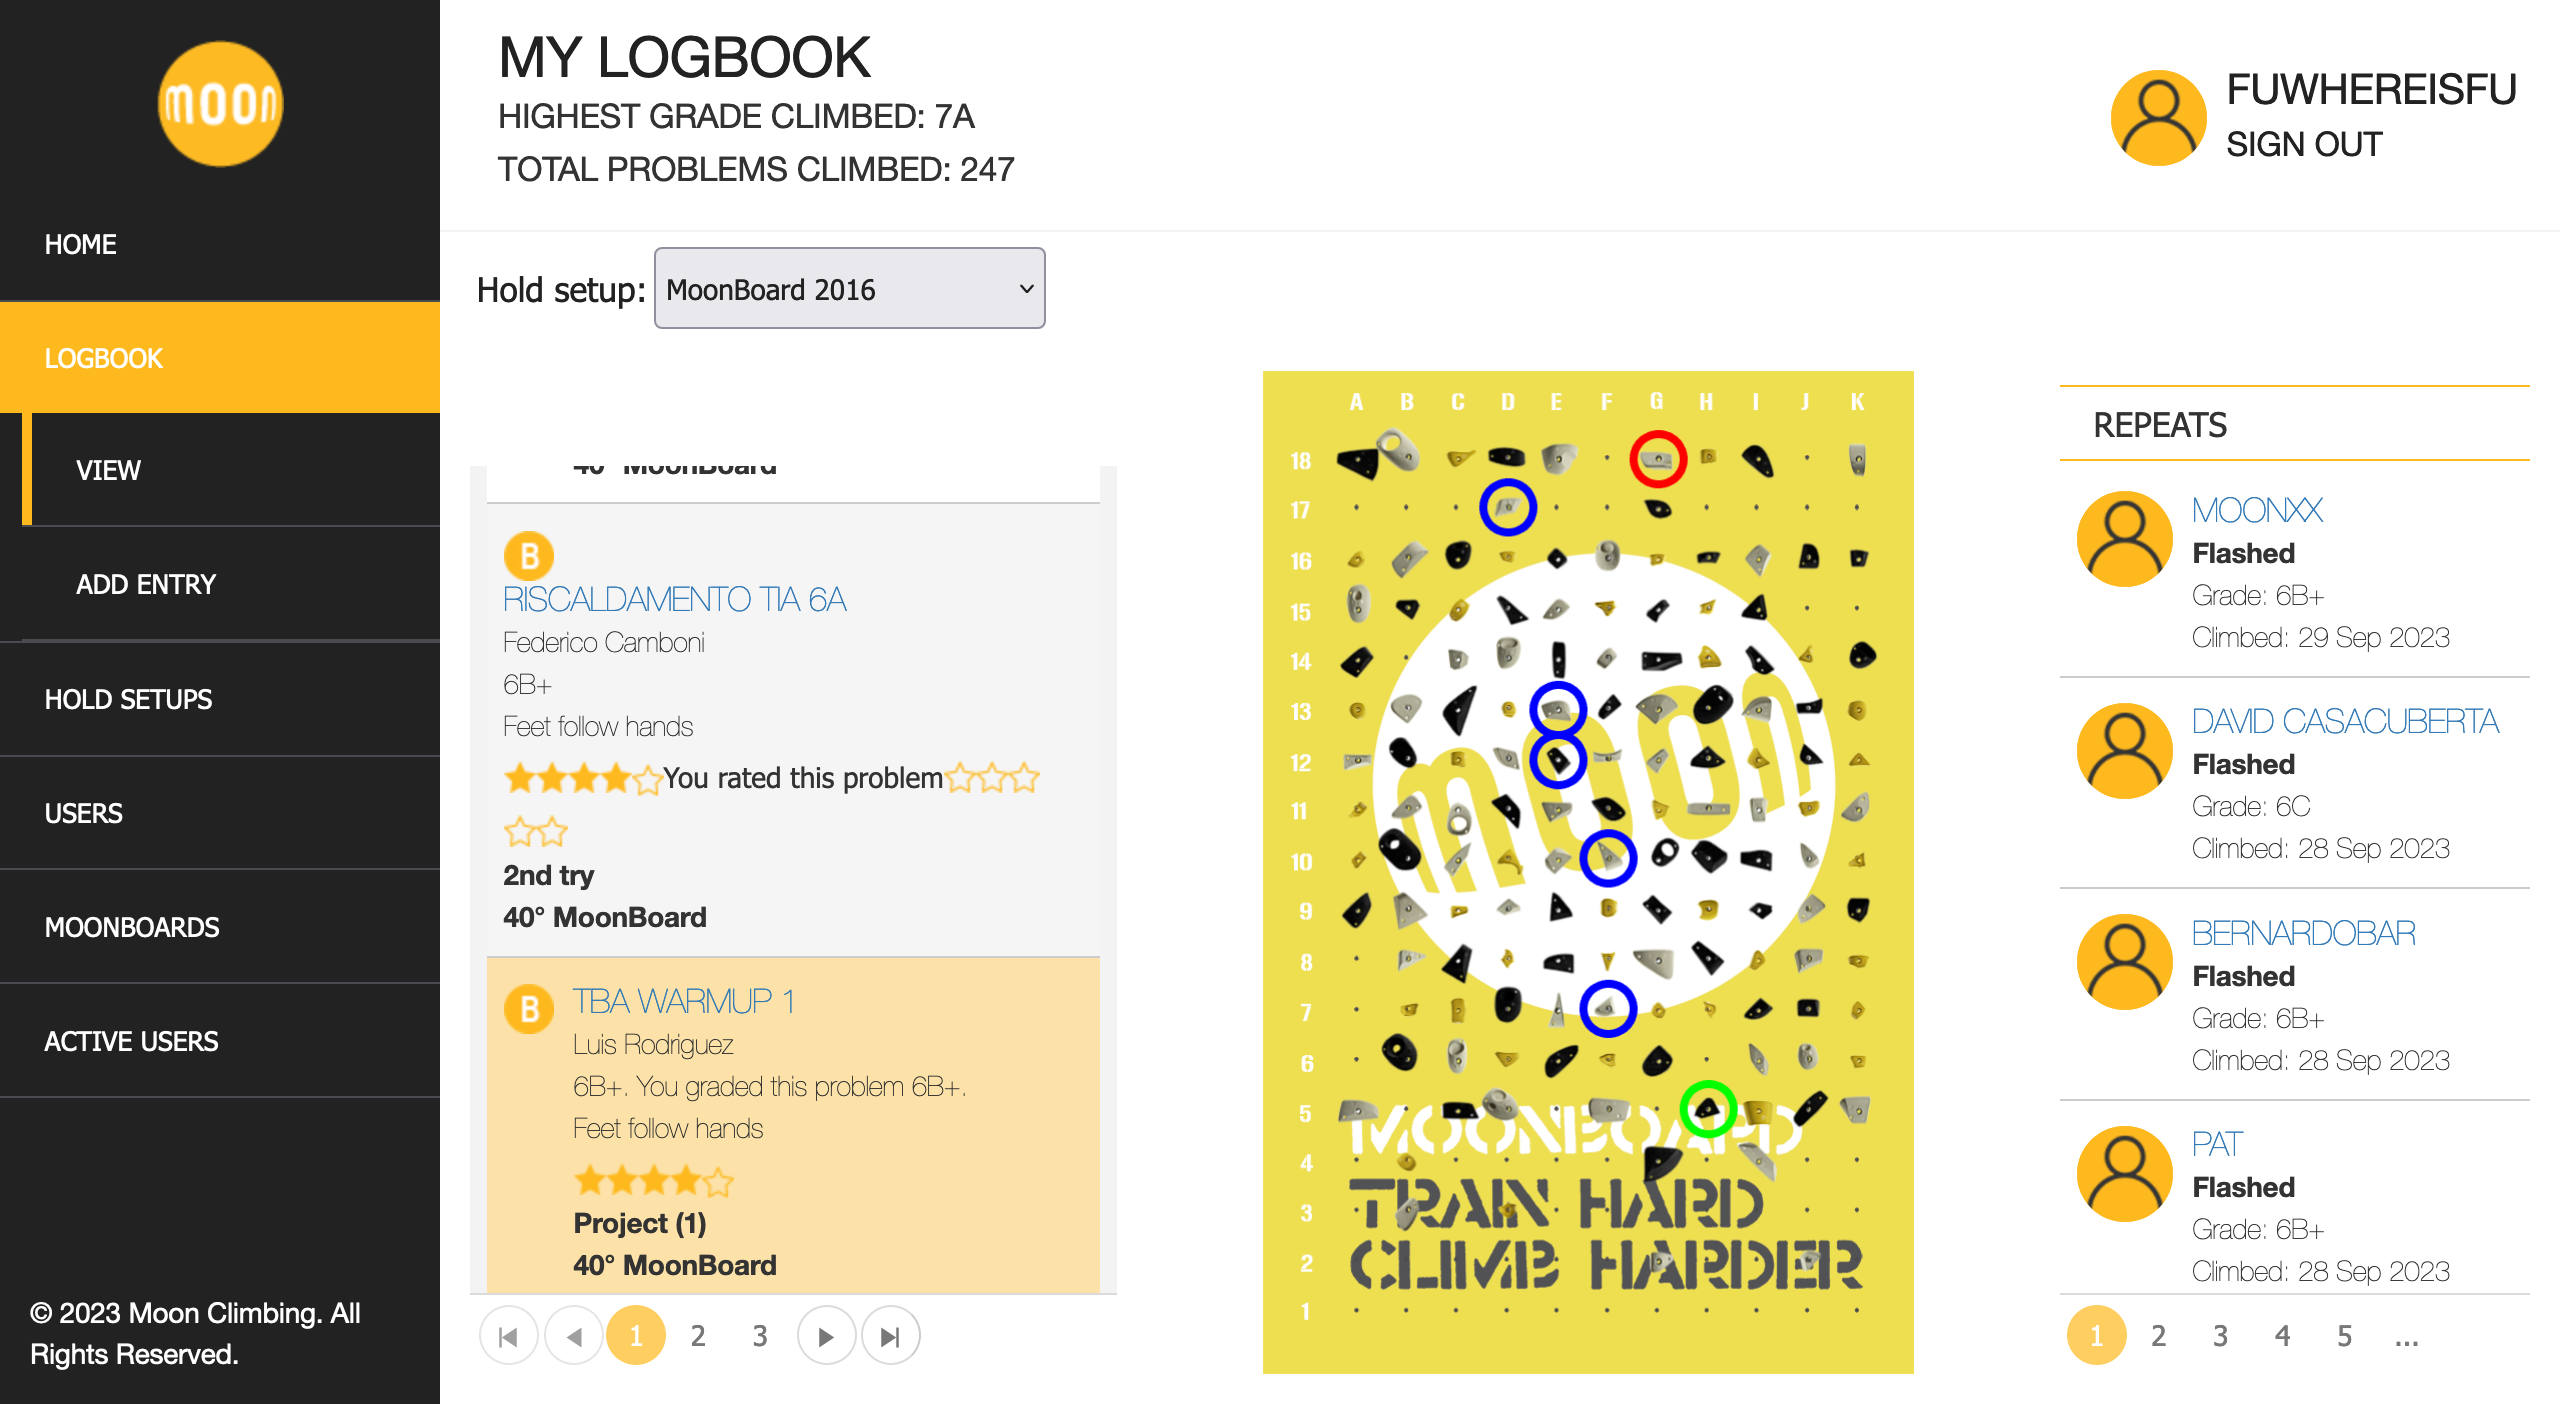 moon
HOME
LOGBOOK
VIEW
ADD ENTRY
HOLD SETUPS
USERS
MOONBOARDS
ACTIVE USERS
© 2023 Moon Climbing. All
Rights Reserved.
MY LOGBOOK
HIGHEST GRADE CLIMBED: 7A
TOTAL PROBLEMS CLIMBED: 247
FUWHEREISFU
SIGN OUT
Hold setup: MoonBoard 2016
40° MoonBoard
B
RISCALDAMENTO TIA 6A
Federico Camboni
6B+
Feet follow hands
You rated this problem
2nd try
40° MoonBoard
B
TBA WARMUP 1
Luis Rodriguez
6B+. You graded this problem 6B+.
Feet follow hands
Project (1)
40° MoonBoard
1 2 3
A B C D E F G H I J K
18
17
16
15
14
13
12
11
10
9
8
7
6
5
4
3
2
1
moon
MOONBOARD
TRAIN HARD
CLIMB HARDER
REPEATS
MOONXX
Flashed
Grade: 6B+
Climbed: 29 Sep 2023
DAVID CASACUBERTA
Flashed
Grade: 6C
Climbed: 28 Sep 2023
BERNARDOBAR
Flashed
Grade: 6B+
Climbed: 28 Sep 2023
PAT
Flashed
Grade: 6B+
Climbed: 28 Sep 2023
1 2 3 4 5 ...